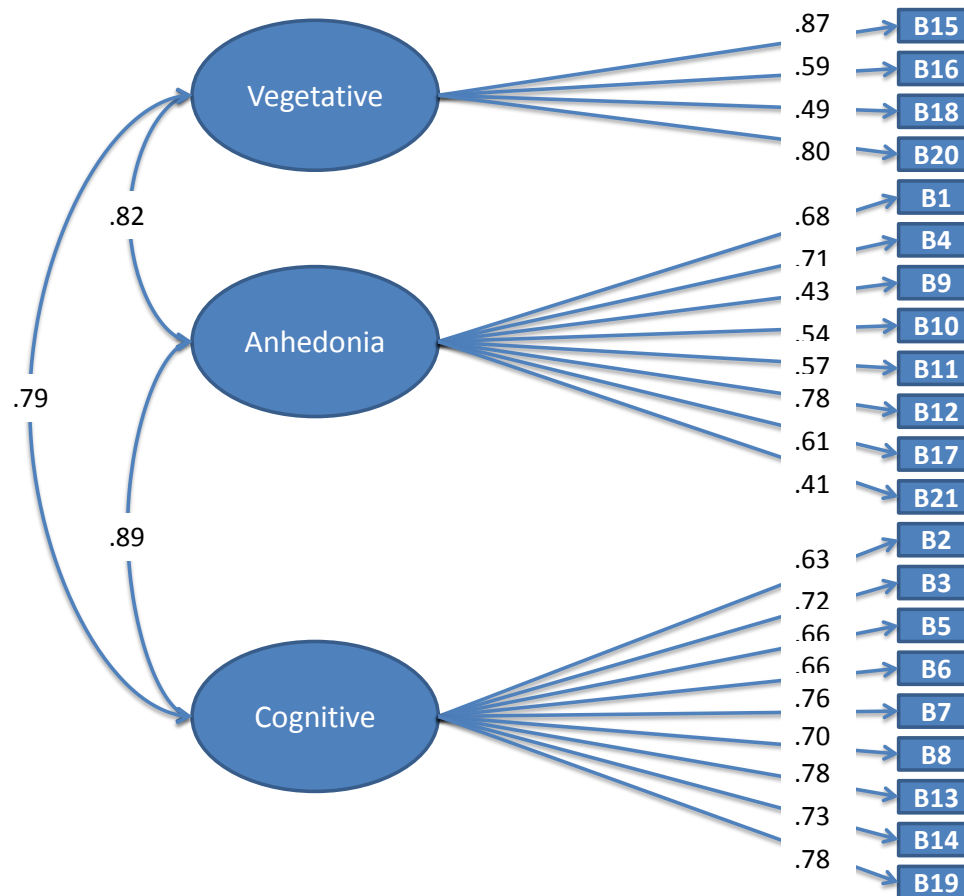 .87 B15
.59 B16
Vegetative
.49 B18
.80 B20
.68 B1
.82
.71 B4
.43 B9
.54 B10
Anhedonia
.57 B11
.79
.78 B12
.61 B17
.41 B21
.89
.63 B2
.72 B3
.66 B5
.66 B6
.76 B7
Cognitive
.70 B8
.78 B13
.73 B14
.78 B19